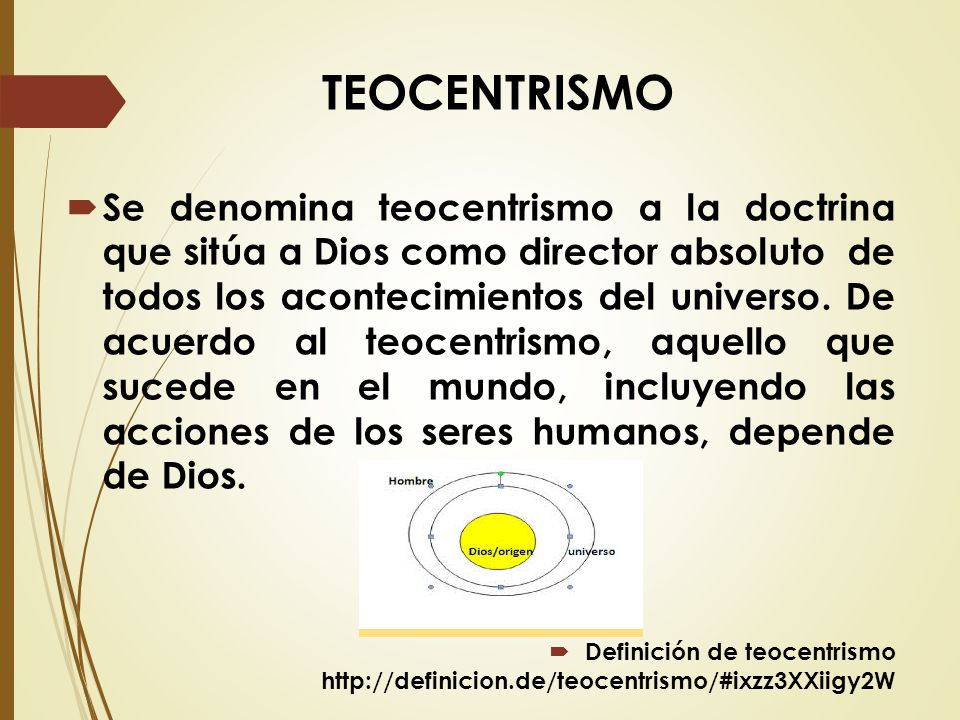 TEOCENTRISMO
Se denomina teocentrismo a la doctrina
que sitúa a Dios como director absoluto de
todos los acontecimientos del universo. De
acuerdo al teocentrismo, aquello que
sucede en el mundo, incluyendo las
acciones de los seres humanos, depende
de Dios.
Hombre
Dios/origen universo
Definición de teocentrismo
http://definicion.de/teocentrismo/#ixzz3XXiigy2W